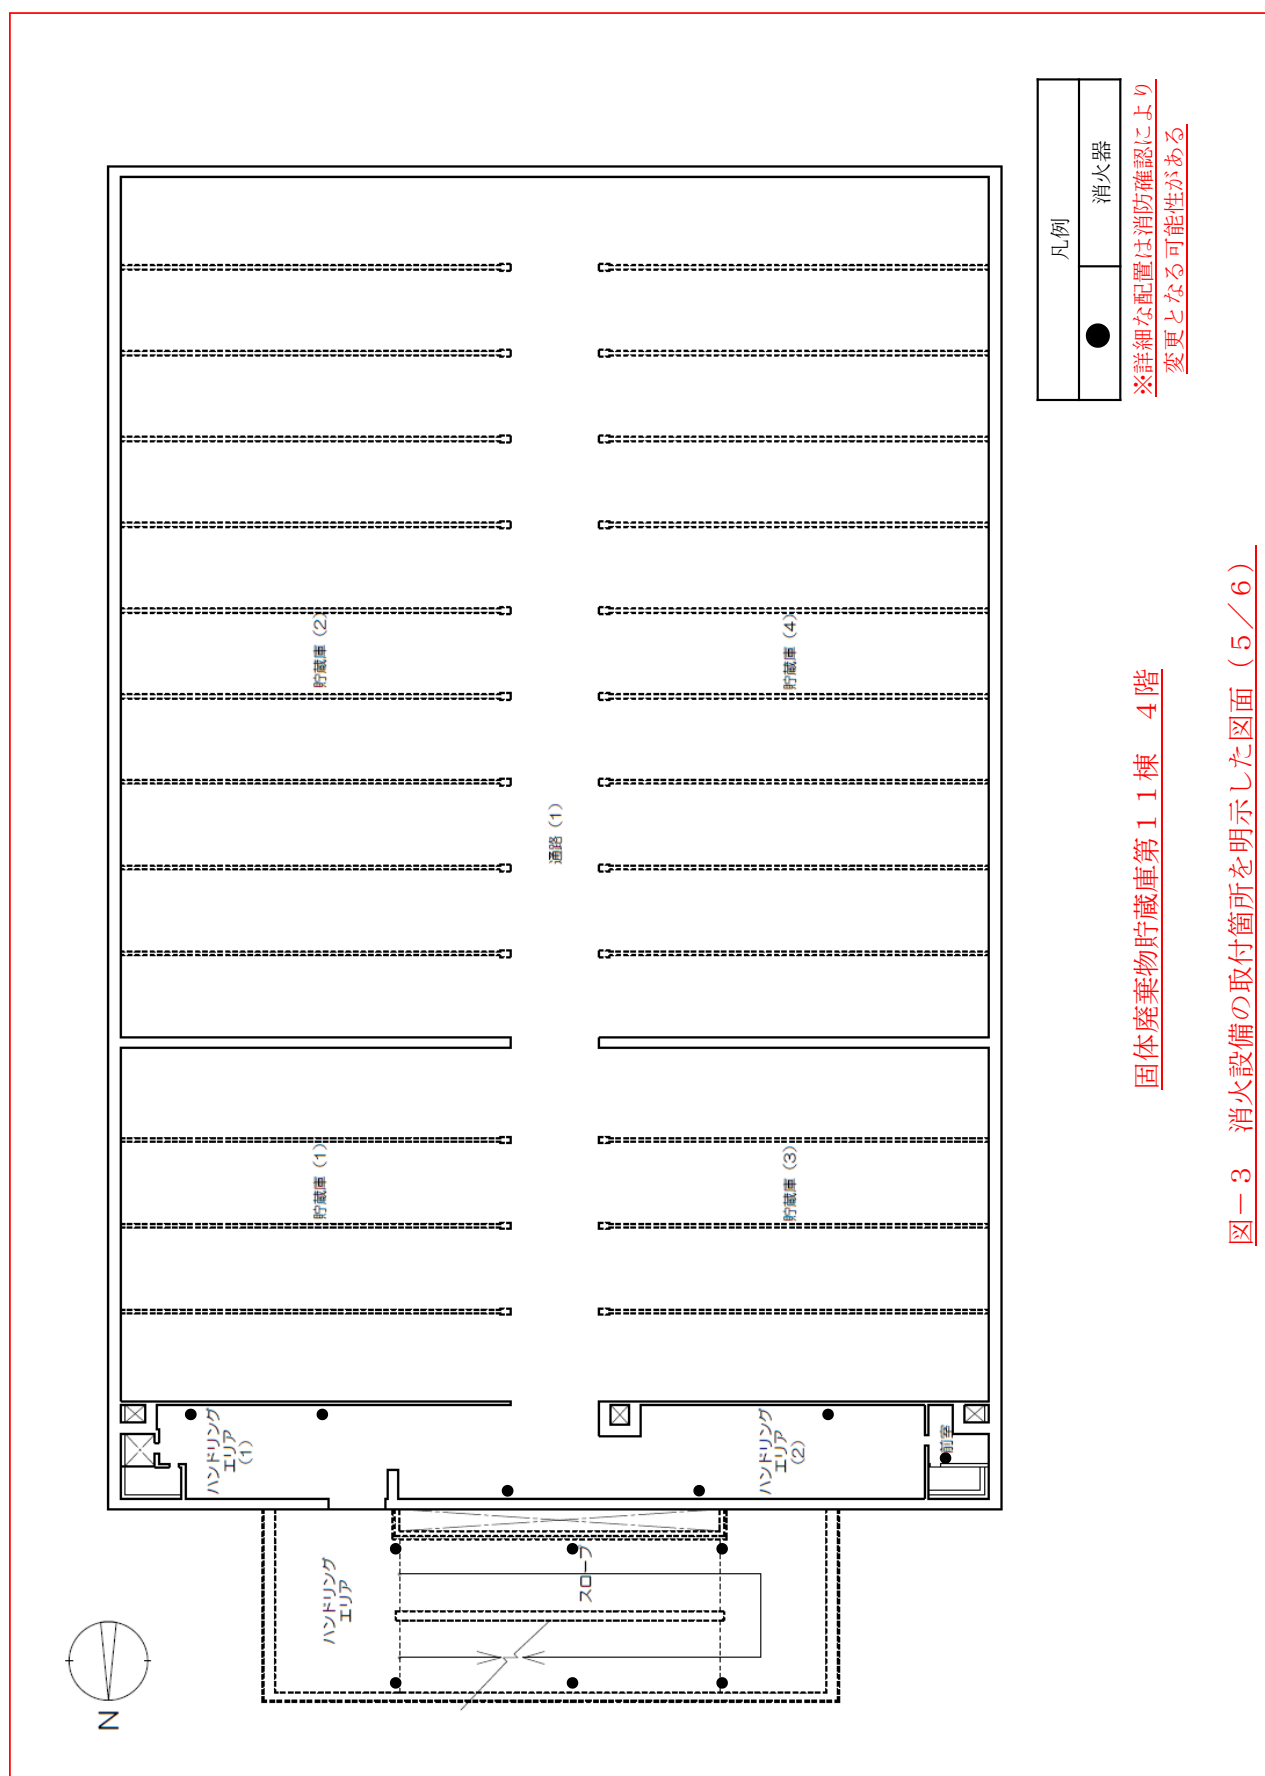 凡例
消火器
※詳細な配置は消防確認により
変更となる可能性がある
貯蔵庫（2）
貯蔵庫（4）
通路（1）
貯蔵庫（1）
貯蔵庫（3）
ハンドリング
エリア
（1）
ハンドリング
エリア
（2）
前室
ハンドリング
エリア
スロープ
N
固体廃棄物貯蔵庫第１１棟　４階
図－３　消火設備の取付箇所を明示した図面（５／６）